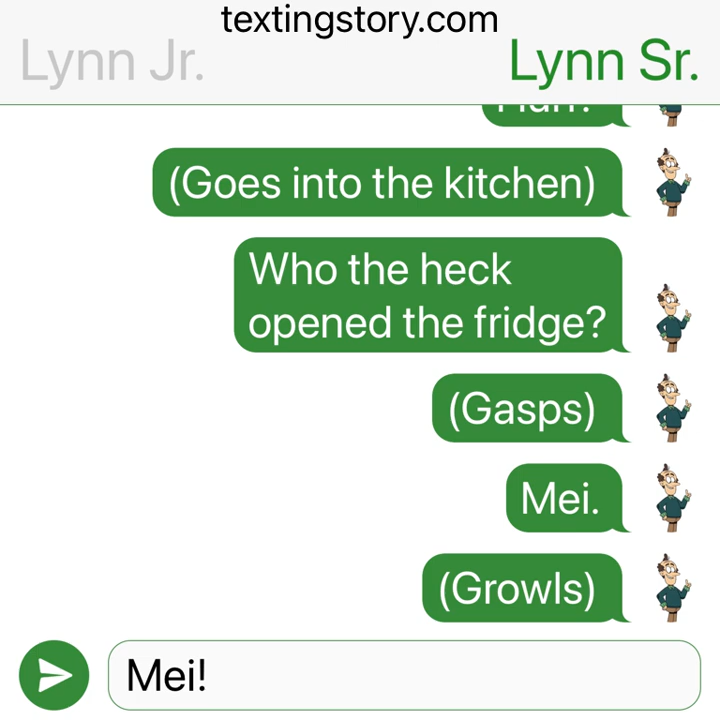 textingstory.com
Lynn Jr.
Lynn Sr.
(Goes into the kitchen)
Who the heck
opened the fridge?
(Gasps)
Mei.
(Growls)
Mei!